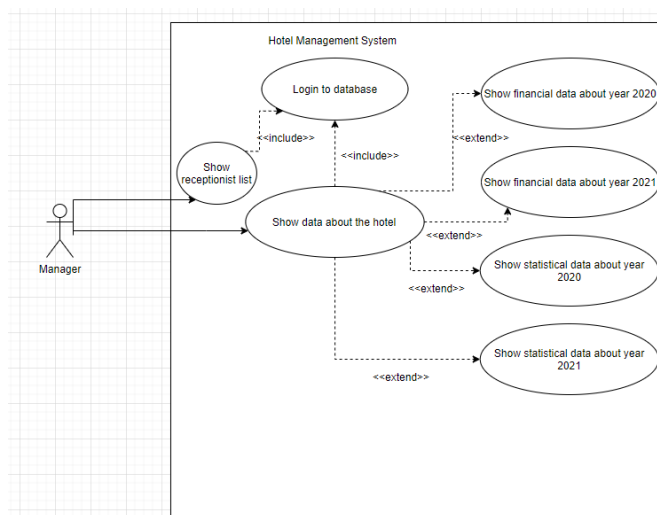 Hotel Management System
Login to database
Show financial data about year 2020
<<include>>
<<extend>>
<<include>>
Show
receptionist list
Show financial data about year 2021
Show data about the hotel
<<extend>>
Manager
Show statistical data about year
2020
<<extend>>
Show statistical data about year
2021
<<extend>>